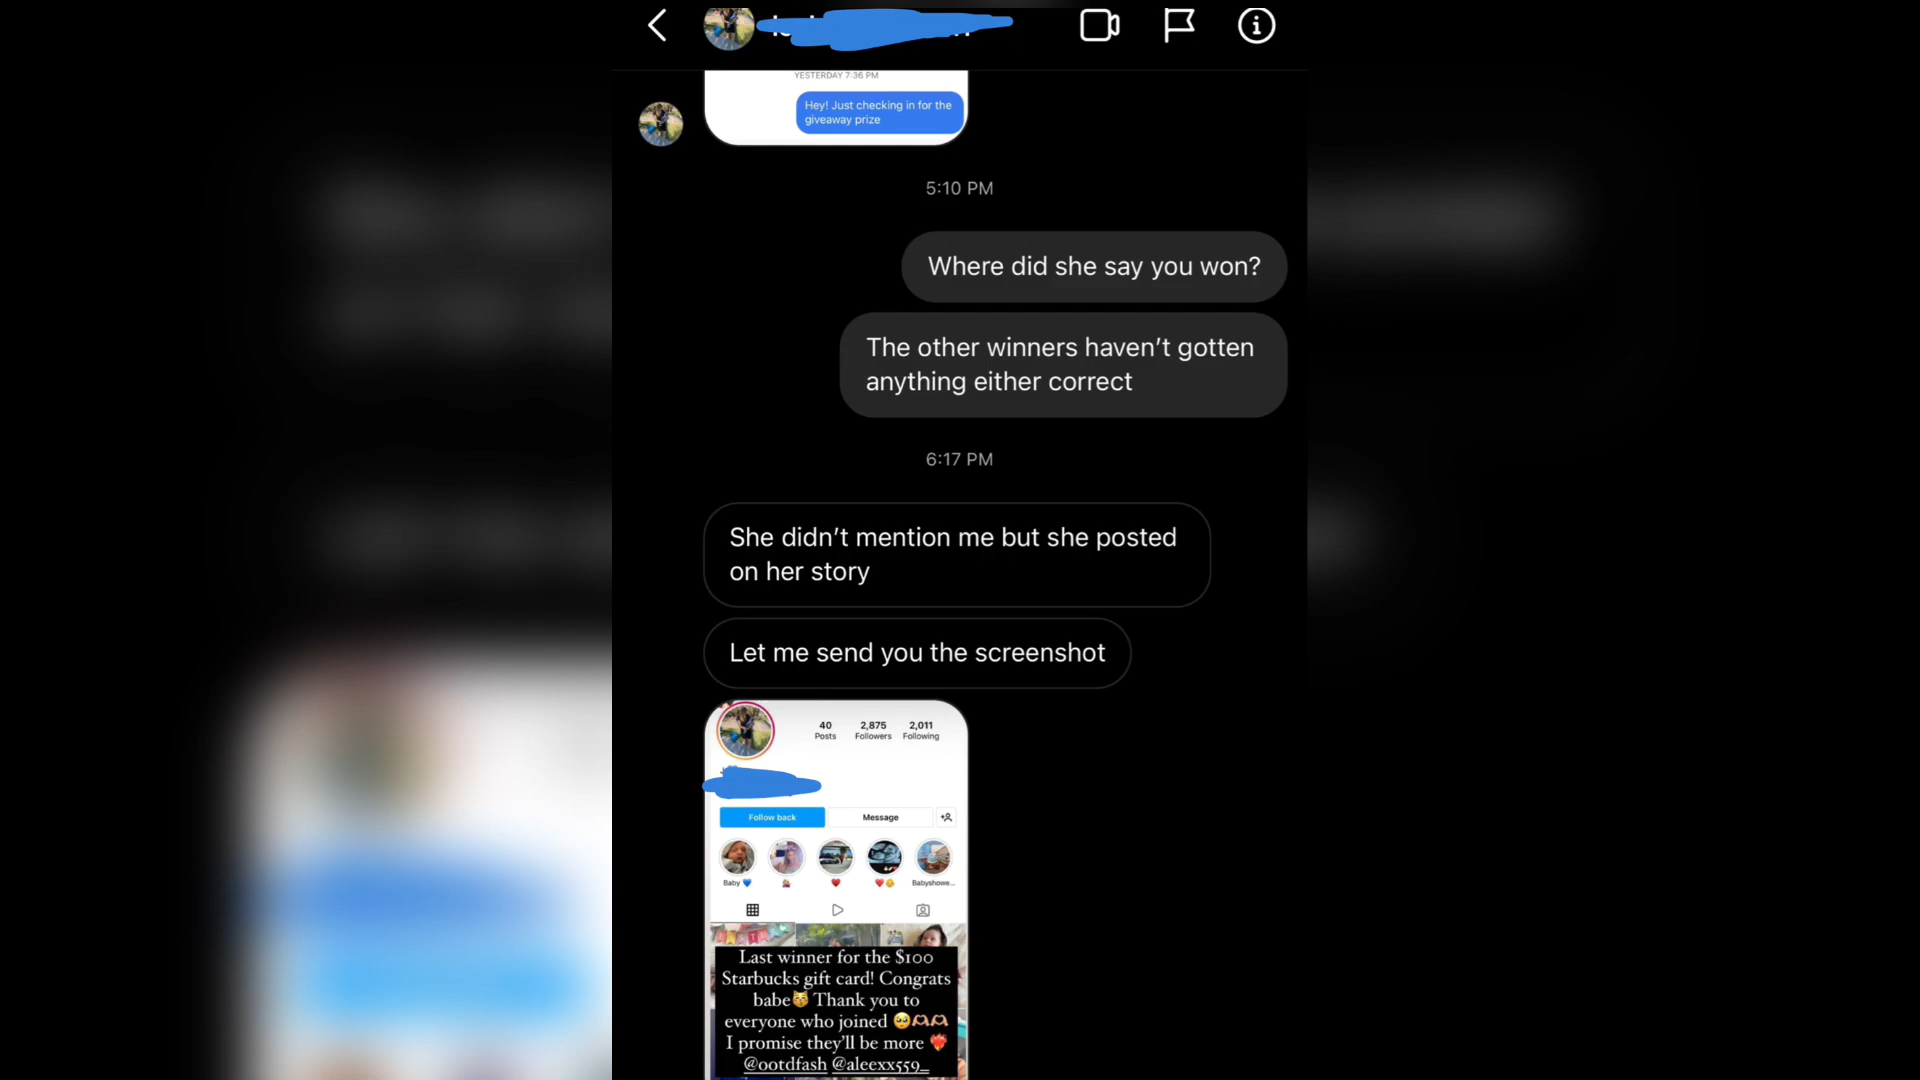 YESTERDAY 7:36 PM
Hey! Just checking in for the
giveaway prize
5:10 PM
Where did she say you won?
The other winners haven't gotten
anything either correct
6:17 PM
She didn't mention me but she posted
on her story
Let me send you the screenshot
40 2,875 2,011
Posts Followers Following
Follow back Message
Baby 💙 ❤️ Babyshowe...
Last winner for the $100
Starbucks gift card! Congrats
babe😽 Thank you to
everyone who joined 🥺🫶🫶
I promise they'll be more ❤️‍🔥
@ootdfash @aleexx559_